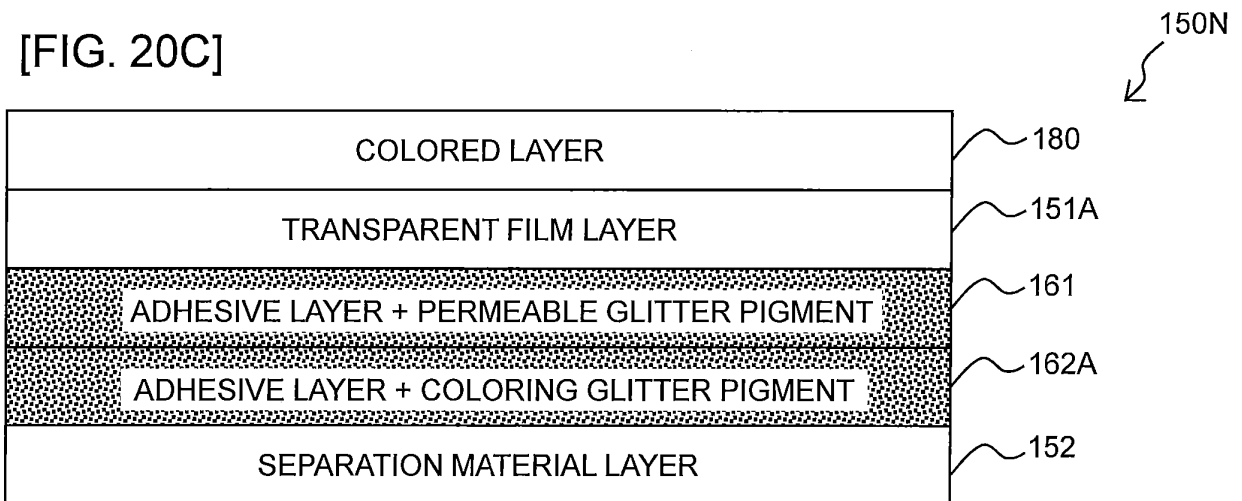 150N
[FIG. 20C]
COLORED LAYER 180
TRANSPARENT FILM LAYER 151A
ADHESIVE LAYER + PERMEABLE GLITTER PIGMENT 161
ADHESIVE LAYER + COLORING GLITTER PIGMENT 162A
SEPARATION MATERIAL LAYER 152